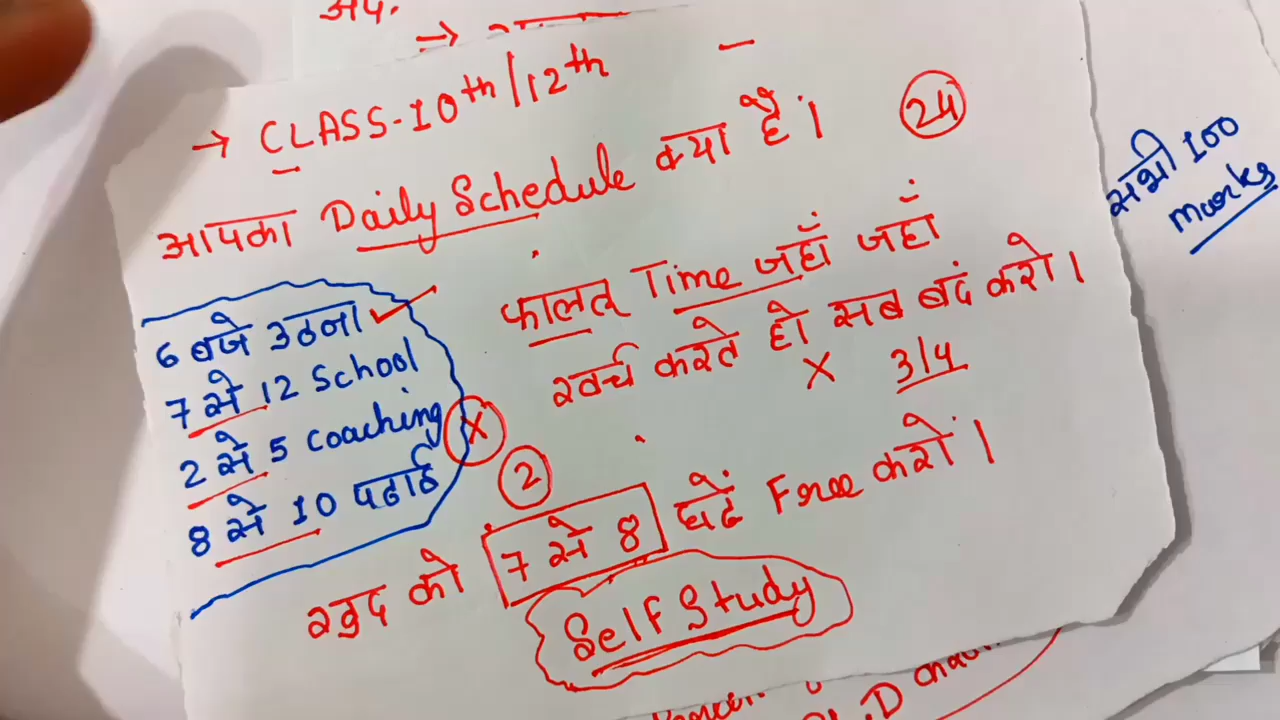 → CLASS-10th/12th
आपका Daily Schedule क्या है। 24
6 बजे उठना
7 से 12 School
2 से 5 coaching
8 से 10 पढाई
X
2
फालतू Time जहाँ जहाँ
खर्च करते हो सब बदं करो।
X 3/4
खुद को 7 से 8 घटें Free करो।
Self Study
सभी 100
marks